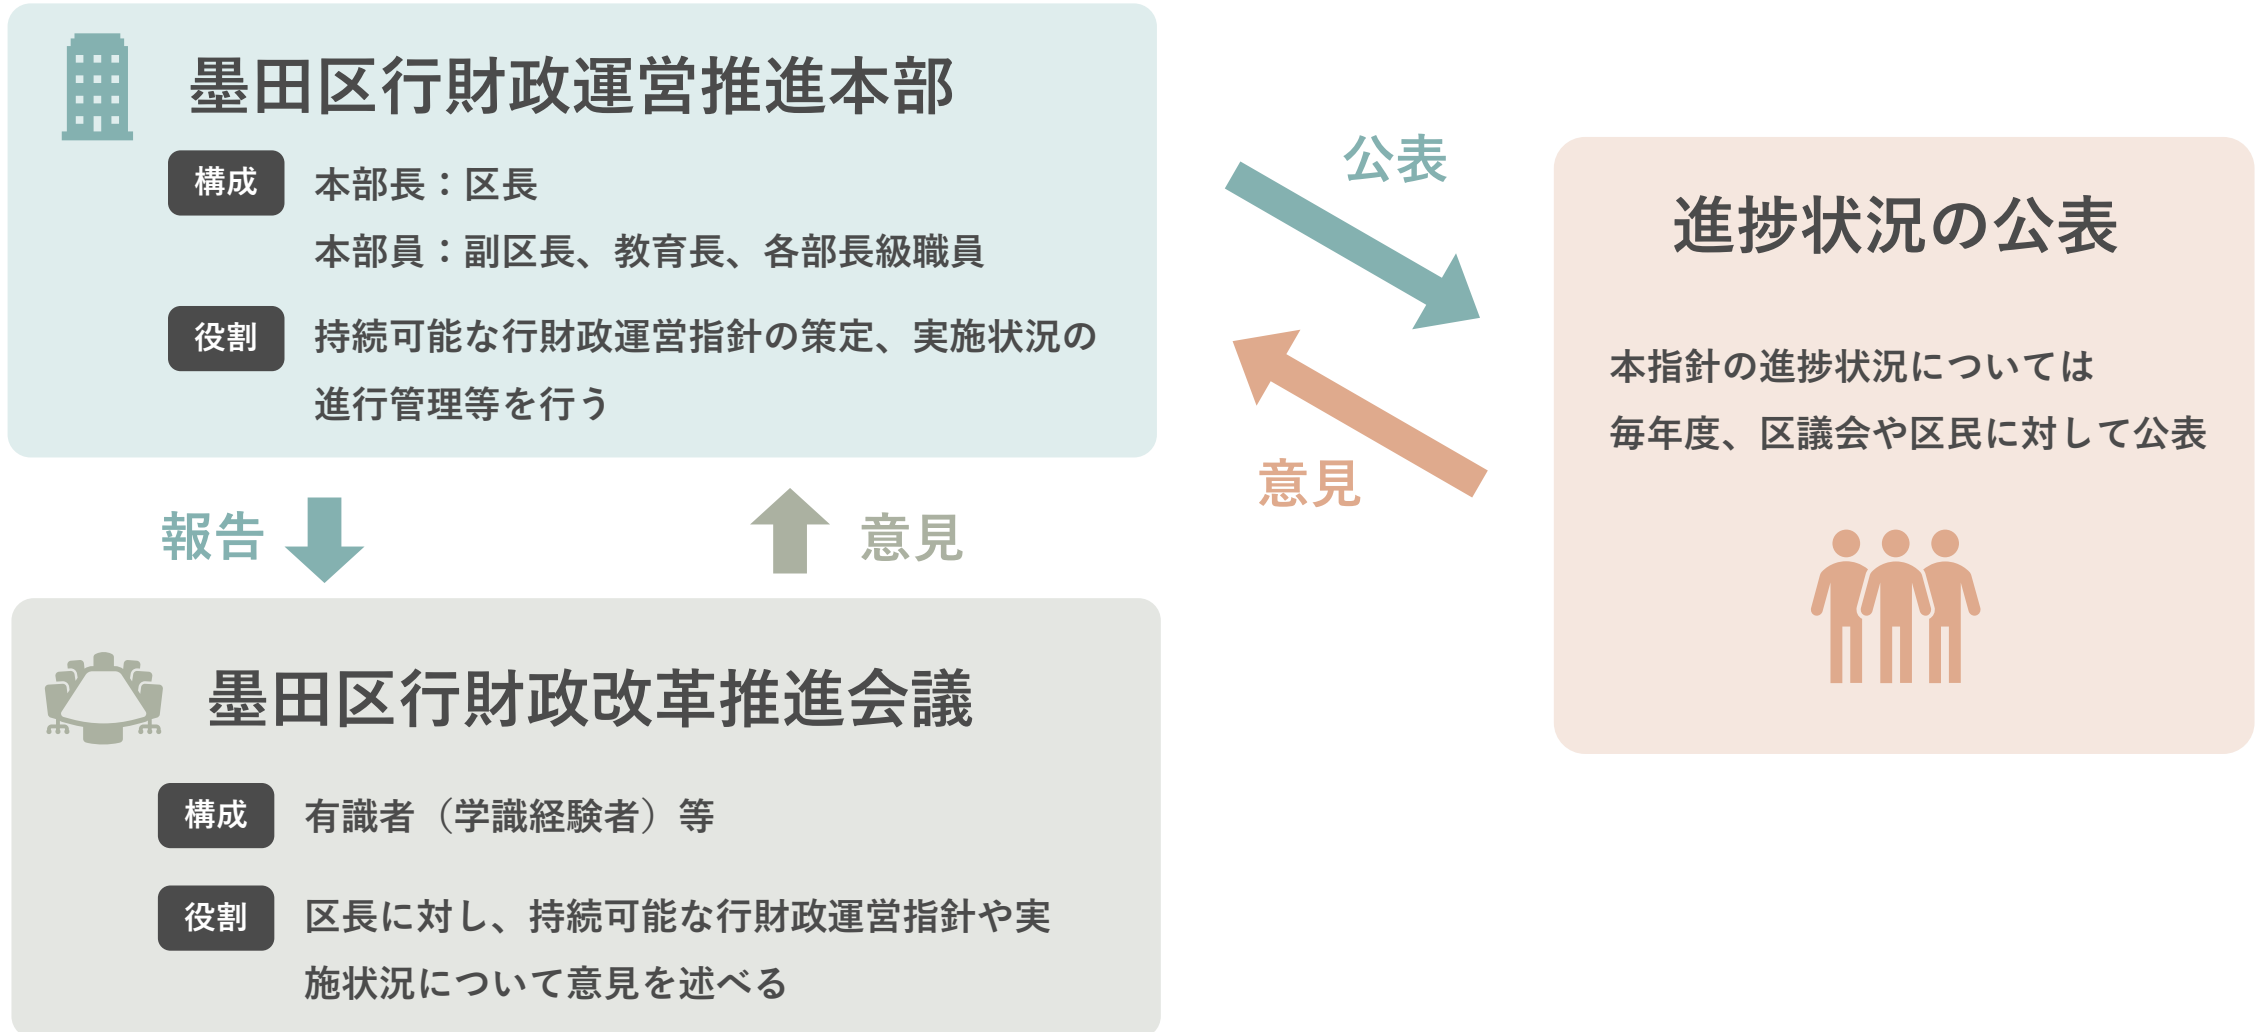 墨田区行財政運営推進本部
構成
本部長：区長
本部員：副区長、教育長、各部長級職員
役割
持続可能な行財政運営指針の策定、実施状況の
進行管理等を行う
公表
意見
進捗状況の公表
本指針の進捗状況については
毎年度、区議会や区民に対して公表
報告
意見
墨田区行財政改革推進会議
構成
有識者（学識経験者）等
役割
区長に対し、持続可能な行財政運営指針や実
施状況について意見を述べる